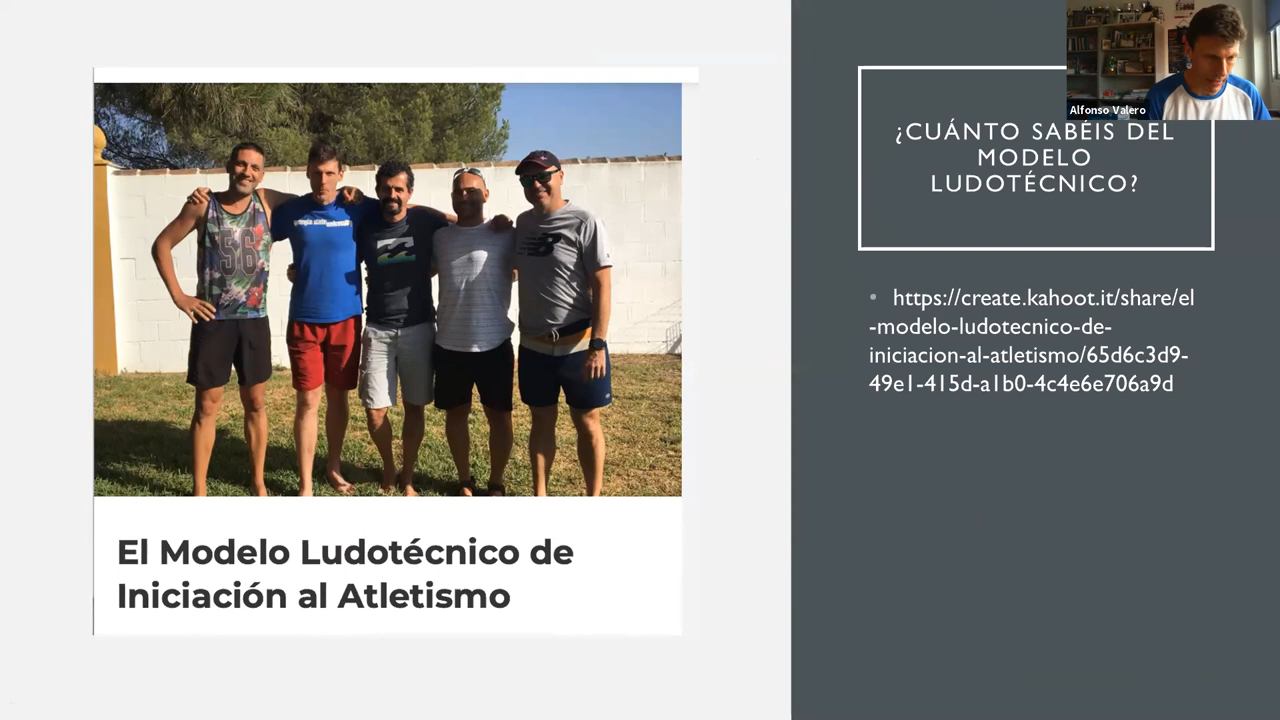 Alfonso Valero
¿CUÁNTO SABÉIS DEL
MODELO
LUDOTÉCNICO?
• https://create.kahoot.it/share/el
-modelo-ludotecnico-de-
iniciacion-al-atletismo/65d6c3d9-
49e1-415d-a1b0-4c4e6e706a9d
56
El Modelo Ludotécnico de
Iniciación al Atletismo